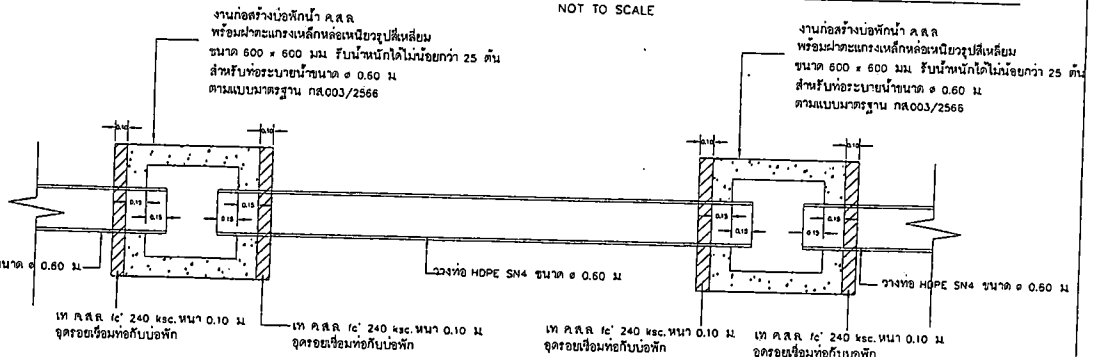 NOT TO SCALE
งานก่อสร้างบ่อพักน้ำ ค.ส.ล.
พร้อมฝาตะแกรงเหล็กหล่อเหนียวรูปสี่เหลี่ยม
ขนาด 600 x 600 มม. รับน้ำหนักได้ไม่น้อยกว่า 25 ตัน
สำหรับท่อระบายน้ำขนาด ø 0.60 ม.
ตามแบบมาตรฐาน กส.003/2566
งานก่อสร้างบ่อพักน้ำ ค.ส.ล.
พร้อมฝาตะแกรงเหล็กหล่อเหนียวรูปสี่เหลี่ยม
ขนาด 600 x 600 มม. รับน้ำหนักได้ไม่น้อยกว่า 25 ตัน
สำหรับท่อระบายน้ำขนาด ø 0.60 ม.
ตามแบบมาตรฐาน กส.003/2566
0.10
0.10
0.10
0.10
0.15
0.15
0.15
0.15
0.15
0.15
0.15
0.15
ขนาด ø 0.60 ม.
วางท่อ HDPE SN4 ขนาด ø 0.60 ม.
วางท่อ HDPE SN4 ขนาด ø 0.60 ม.
เท ค.ส.ล. fc' 240 ksc. หนา 0.10 ม.
อุดรอยเชื่อมท่อกับบ่อพัก
เท ค.ส.ล. fc' 240 ksc. หนา 0.10 ม.
อุดรอยเชื่อมท่อกับบ่อพัก
เท ค.ส.ล. fc' 240 ksc. หนา 0.10 ม.
อุดรอยเชื่อมท่อกับบ่อพัก
เท ค.ส.ล. fc' 240 ksc. หนา 0.10 ม.
อุดรอยเชื่อมท่อกับบ่อพัก